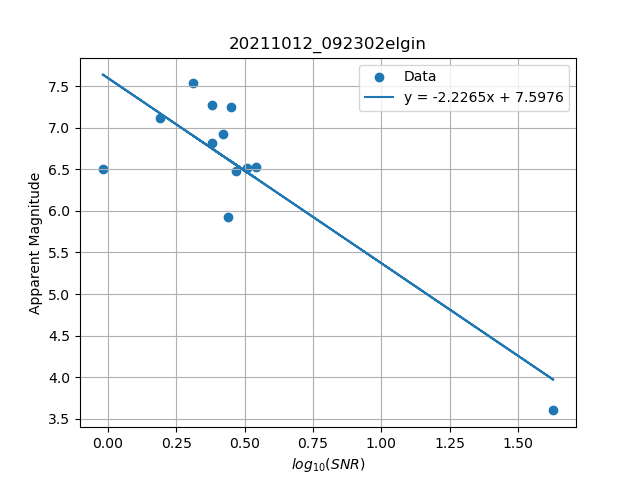 20211012_092302elgin
Data
y = -2.2265x + 7.5976
7.5
7.0
6.5
6.0
5.5
5.0
4.5
4.0
3.5
Apparent Magnitude
0.00 0.25 0.50 0.75 1.00 1.25 1.50
log₁₀(SNR)